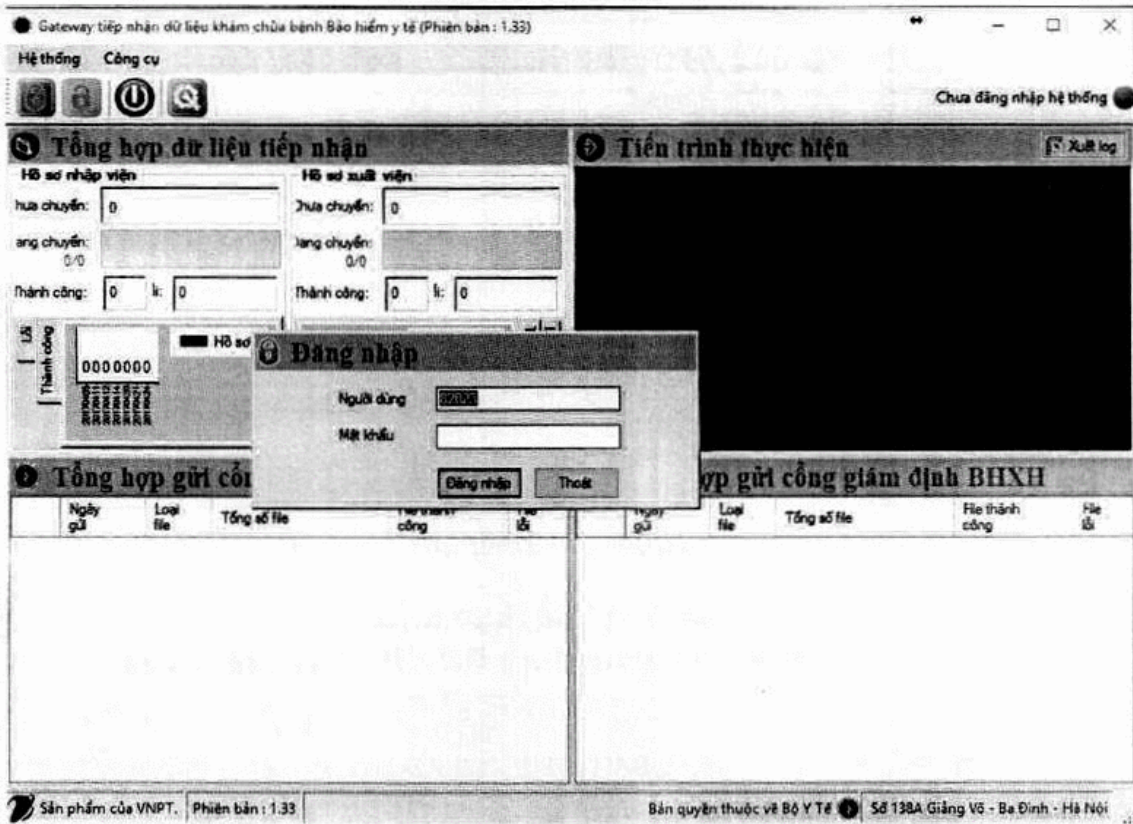 Gateway tiếp nhận dữ liệu khám chữa bệnh Bảo hiểm y tế (Phiên bản : 1.33)
Hệ thống Công cụ
Chưa đăng nhập hệ thống
Tổng hợp dữ liệu tiếp nhận
Tiến trình thực hiện
Xuất log
Hồ sơ nhập viện
Hồ sơ xuất viện
hưa chuyển: 0
hưa chuyển: 0
ang chuyển:
ang chuyển:
0/0
0/0
Thành công: 0 li: 0
Thành công: 0 li: 0
Lỗi
Thành công
0000000
Hồ sơ
Đăng nhập
Người dùng
Mật khẩu
Đăng nhập Thoát
Tổng hợp gửi cổ
ợp gửi cổng giám định BHXH
Ngày gửi Loại file Tổng số file công lỗi
gửi Loại file Tổng số file File thành công File lỗi
Sản phẩm của VNPT. Phiên bản : 1.33
Bản quyền thuộc về Bộ Y Tế Số 138A Giảng Võ - Ba Đình - Hà Nội